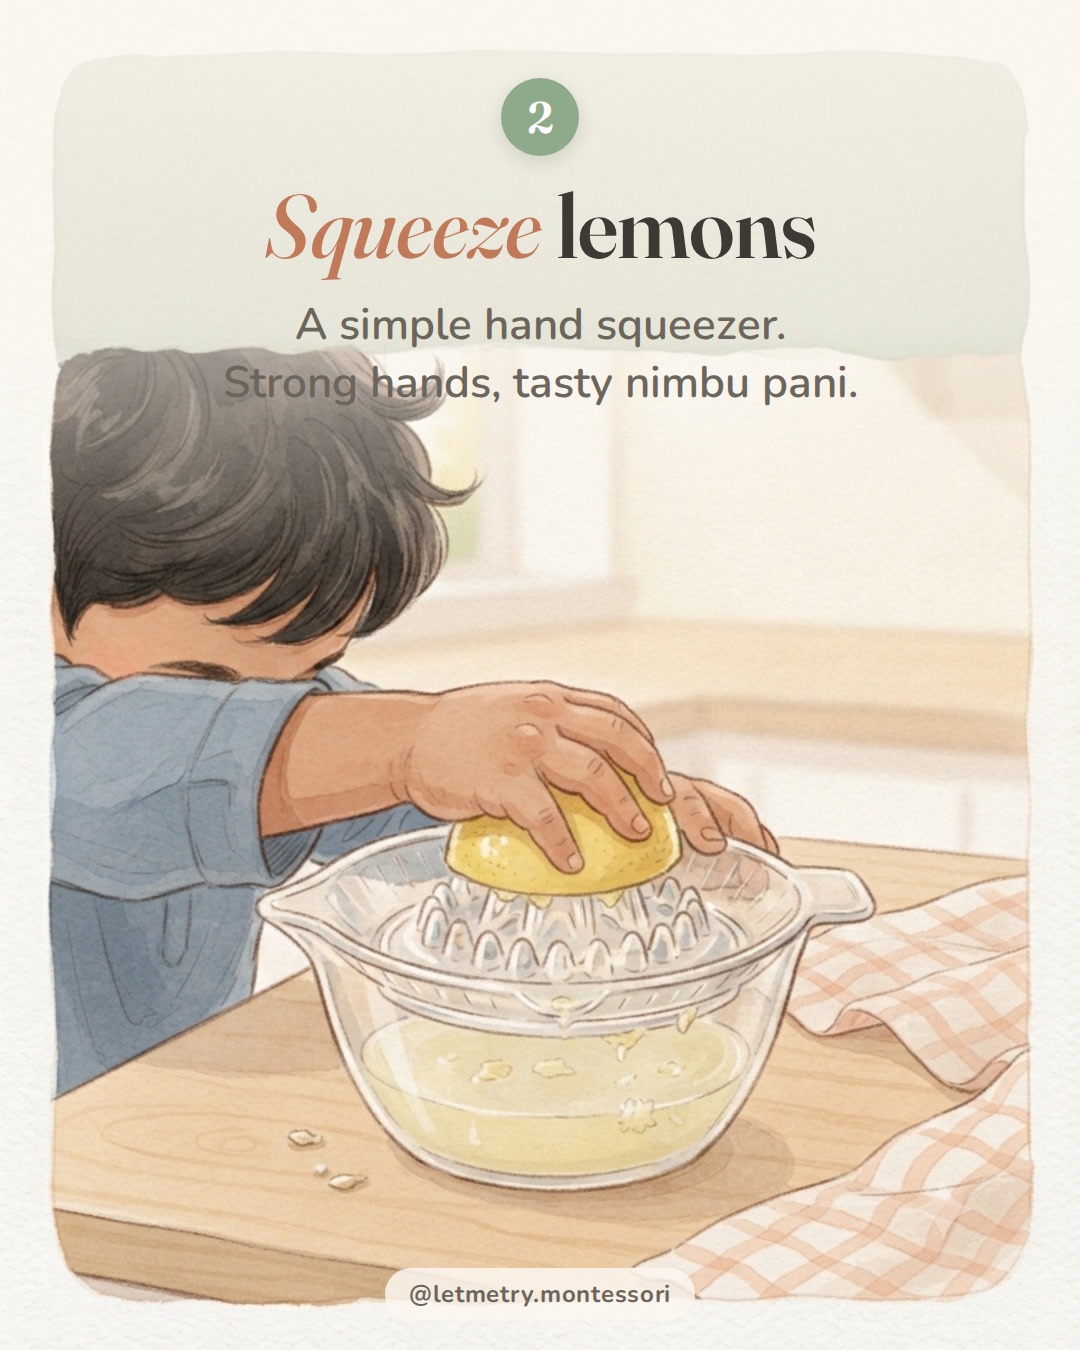 2
Squeeze lemons
A simple hand squeezer.
Strong hands, tasty nimbu pani.
@letmetry.montessori